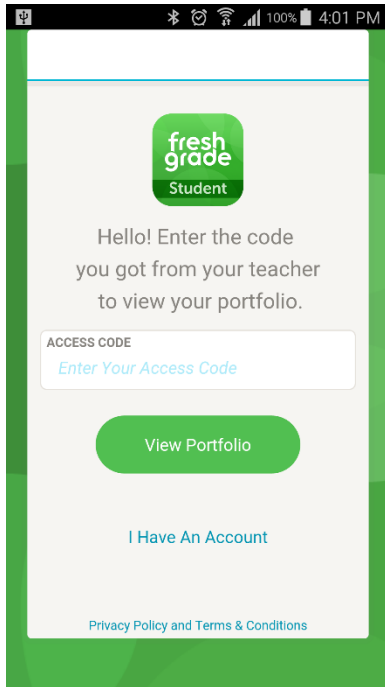 100% 4:01 PM
fresh
grade
Student
Hello! Enter the code
you got from your teacher
to view your portfolio.
ACCESS CODE
Enter Your Access Code
View Portfolio
I Have An Account
Privacy Policy and Terms & Conditions